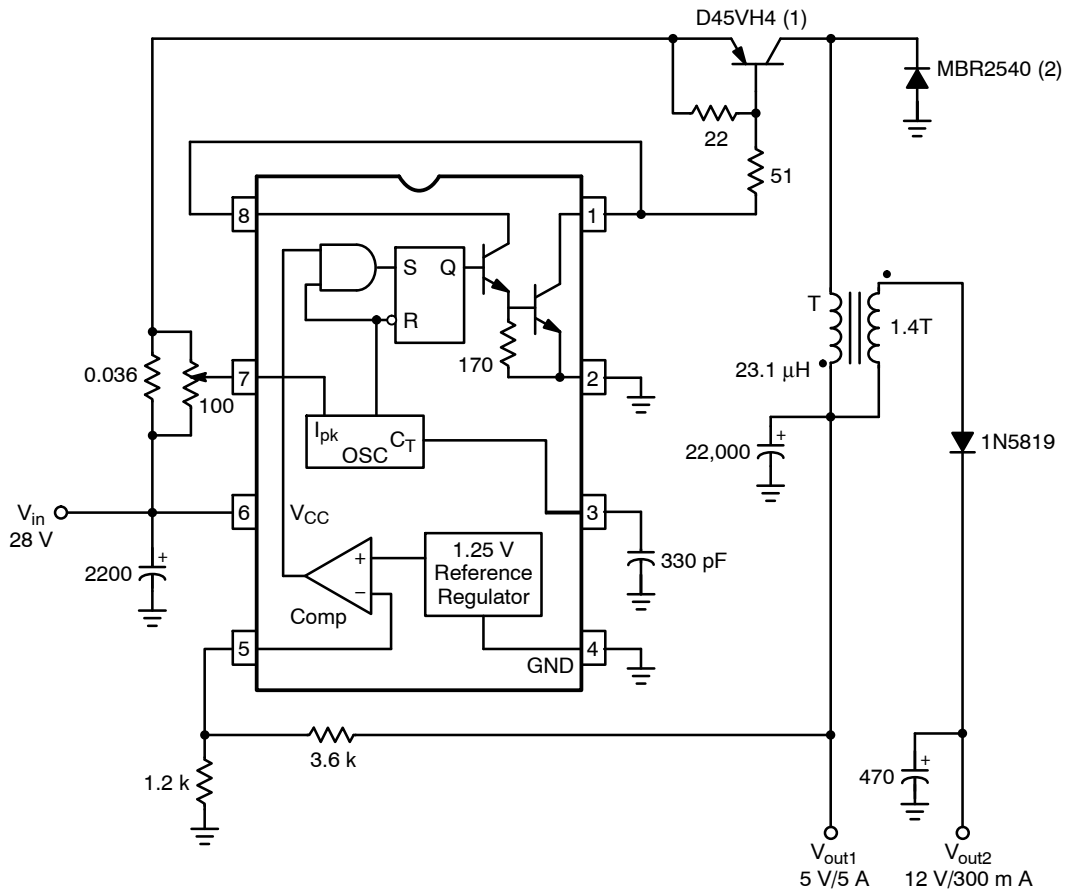 D45VH4 (1)
MBR2540 (2)
22
51
8
1
S
Q
R
170
T
1.4T
0.036
7
100
2
23.1 μH
Ipk
CT
OSC
22,000
+
1N5819
Vin
28 V
6
VCC
3
+
2200
+
1.25 V
Reference
Regulator
330 pF
−
Comp
5
4
GND
3.6 k
1.2 k
470
+
Vout1
5 V/5 A
Vout2
12 V/300 m A